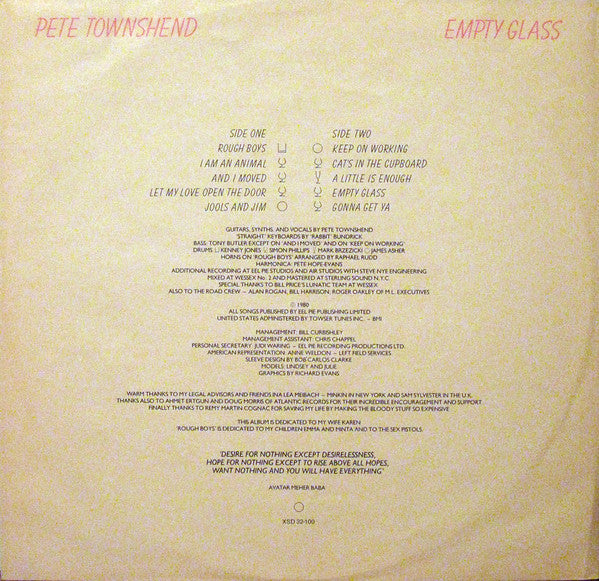 PETE TOWNSHEND EMPTY GLASS
SIDE ONE SIDE TWO
ROUGH BOYS KEEP ON WORKING
I AM AN ANIMAL CAT'S IN THE CUPBOARD
AND I MOVED A LITTLE IS ENOUGH
LET MY LOVE OPEN THE DOOR EMPTY GLASS
JOOLS AND JIM GONNA GET YA
GUITARS, SYNTHS, AND VOCALS BY PETE TOWNSHEND
'STRAIGHT' KEYBOARDS BY 'RABBIT' BUNDRICK
BASS: TONY BUTLER EXCEPT ON 'AND I MOVED' AND ON 'KEEP ON WORKING'
DRUMS KENNEY JONES SIMON PHILLIPS MARK BRZEZICKI JAMES ASHER
HORNS ON 'ROUGH BOYS' ARRANGED BY RAPHAEL RUDD
HARMONICA: PETE HOPE-EVANS
ADDITIONAL RECORDING AT EEL PIE STUDIOS AND AIR STUDIOS WITH STEVE NYE ENGINEERING
MIXED AT WESSEX No. 2 AND MASTERED AT STERLING SOUND N.Y.C.
SPECIAL THANKS TO BILL PRICE'S LUNATIC TEAM AT WESSEX
ALSO TO THE ROAD CREW – ALAN ROGAN, BILL HARRISON, ROGER OAKLEY OF M.L. EXECUTIVES
℗ 1980
ALL SONGS PUBLISHED BY EEL PIE PUBLISHING LIMITED
UNITED STATES ADMINISTERED BY TOWSER TUNES INC. – BMI
MANAGEMENT: BILL CURBISHLEY
MANAGEMENT ASSISTANT: CHRIS CHAPPEL
PERSONAL SECRETARY: JUDI WARING – EEL PIE RECORDING PRODUCTIONS LTD.
AMERICAN REPRESENTATION: ANNE WELDON – LEFT FIELD SERVICES
SLEEVE DESIGN BY BOB CARLOS CLARKE
MODELS: LINDSEY AND JULIE
GRAPHICS BY RICHARD EVANS
WARM THANKS TO MY LEGAL ADVISORS AND FRIENDS INA LEA MEIBACH – MINKIN IN NEW YORK AND SAM SYLVESTER IN THE U.K.
THANKS ALSO TO AHMET ERTGUN AND DOUG MORRIS OF ATLANTIC RECORDS FOR THEIR INCREDIBLE ENCOURAGEMENT AND SUPPORT
FINALLY THANKS TO REMY MARTIN COGNAC FOR SAVING MY LIFE BY MAKING THE BLOODY STUFF SO EXPENSIVE
THIS ALBUM IS DEDICATED TO MY WIFE KAREN
'ROUGH BOYS' IS DEDICATED TO MY CHILDREN EMMA AND MINTA AND TO THE SEX PISTOLS.
'DESIRE FOR NOTHING EXCEPT DESIRELESSNESS,
HOPE FOR NOTHING EXCEPT TO RISE ABOVE ALL HOPES,
WANT NOTHING AND YOU WILL HAVE EVERYTHING'
AVATAR MEHER BABA
XSD 32-100